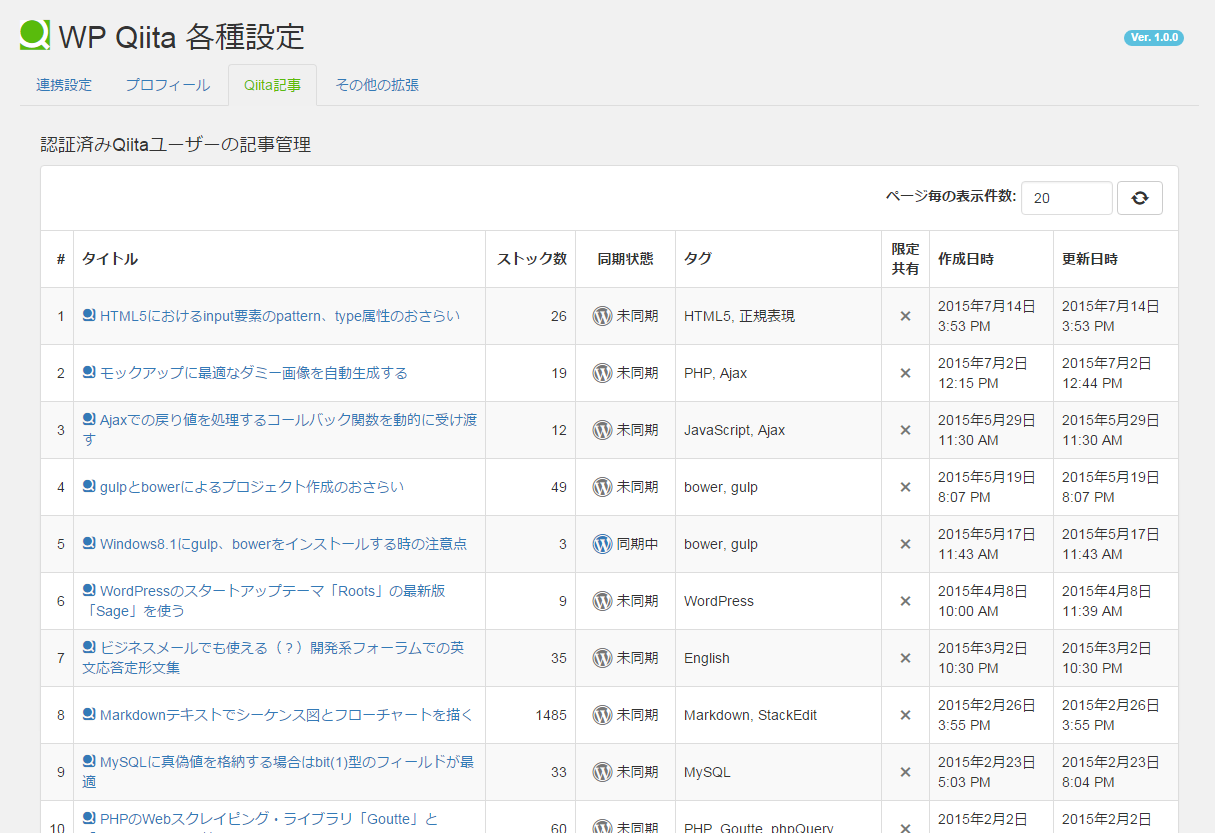 WP Qiita 各種設定
Ver. 1.0.0
連携設定 プロフィール Qiita記事 その他の拡張
認証済みQiitaユーザーの記事管理
ページ毎の表示件数: 20
# タイトル ストック数 同期状態 タグ 限定共有 作成日時 更新日時
1 HTML5におけるinput要素のpattern、type属性のおさらい 26 未同期 HTML5, 正規表現 × 2015年7月14日 3:53 PM 2015年7月14日 3:53 PM
2 モックアップに最適なダミー画像を自動生成する 19 未同期 PHP, Ajax × 2015年7月2日 12:15 PM 2015年7月2日 12:44 PM
3 Ajaxでの戻り値を処理するコールバック関数を動的に受け渡す 12 未同期 JavaScript, Ajax × 2015年5月29日 11:30 AM 2015年5月29日 11:30 AM
4 gulpとbowerによるプロジェクト作成のおさらい 49 未同期 bower, gulp × 2015年5月19日 8:07 PM 2015年5月19日 8:07 PM
5 Windows8.1にgulp、bowerをインストールする時の注意点 3 同期中 bower, gulp × 2015年5月17日 11:43 AM 2015年5月17日 11:43 AM
6 WordPressのスタートアップテーマ「Roots」の最新版「Sage」を使う 9 未同期 WordPress × 2015年4月8日 10:00 AM 2015年4月8日 11:39 AM
7 ビジネスメールでも使える（？）開発系フォーラムでの英文応答定形文集 35 未同期 English × 2015年3月2日 10:30 PM 2015年3月2日 10:30 PM
8 Markdownテキストでシーケンス図とフローチャートを描く 1485 未同期 Markdown, StackEdit × 2015年2月26日 3:55 PM 2015年2月26日 3:55 PM
9 MySQLに真偽値を格納する場合はbit(1)型のフィールドが最適 33 未同期 MySQL × 2015年2月23日 5:03 PM 2015年2月23日 8:04 PM
10 PHPのWebスクレイピング・ライブラリ「Goutte」と 60 未同期 PHP, Goutte, phpQuery × 2015年2月2日 2015年2月2日